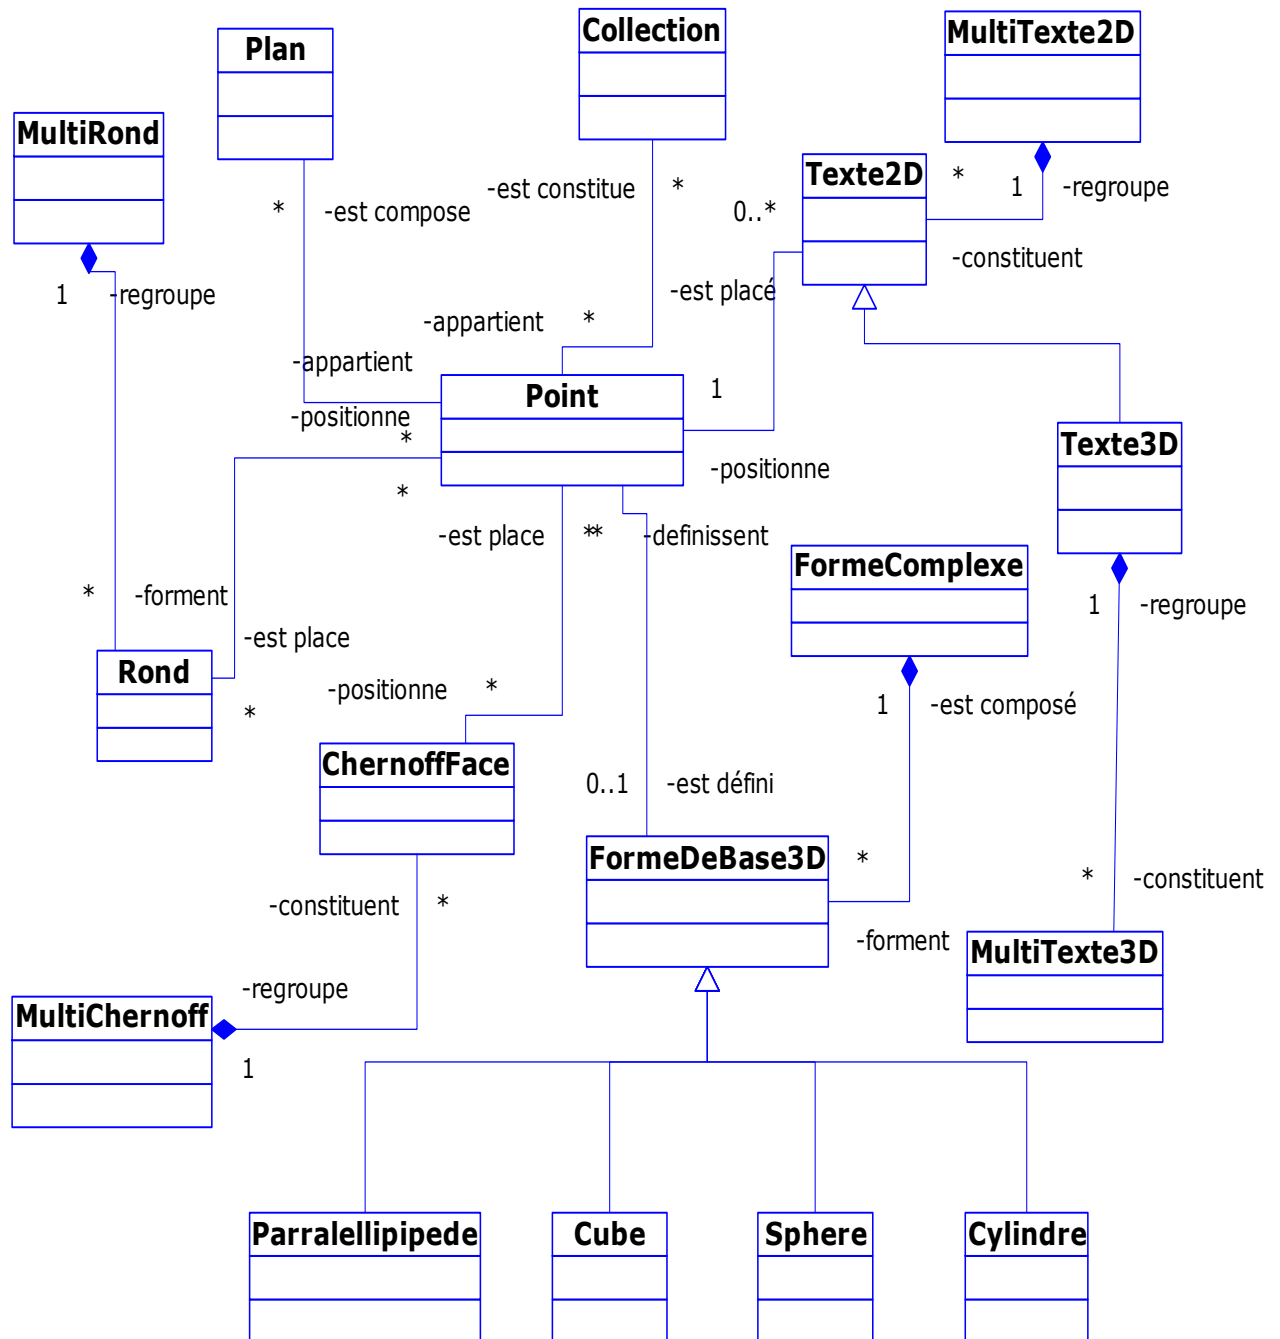 Collection
MultiTexte2D
Plan
MultiRond
Texte2D
*
1
-regroupe
-est constitue
*
*
-est compose
0..*
-constituent
1
-regroupe
-est placé
-appartient
*
-appartient
Point
1
-positionne
*
Texte3D
-positionne
*
-est place
**
-definissent
FormeComplexe
*
-forment
1
-regroupe
-est place
Rond
-positionne
*
*
1
-est composé
ChernoffFace
0..1
-est défini
FormeDeBase3D
*
*
-constituent
-constituent
*
-forment
MultiTexte3D
-regroupe
MultiChernoff
1
Parralellipipede
Cube
Sphere
Cylindre